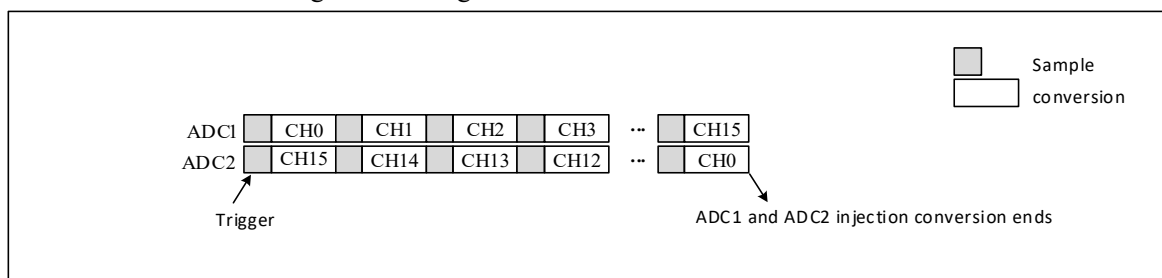 Sample
conversion
ADC1 CH0 CH1 CH2 CH3 ... CH15
ADC2 CH15 CH14 CH13 CH12 ... CH0
Trigger
ADC1 and ADC2 injection conversion ends